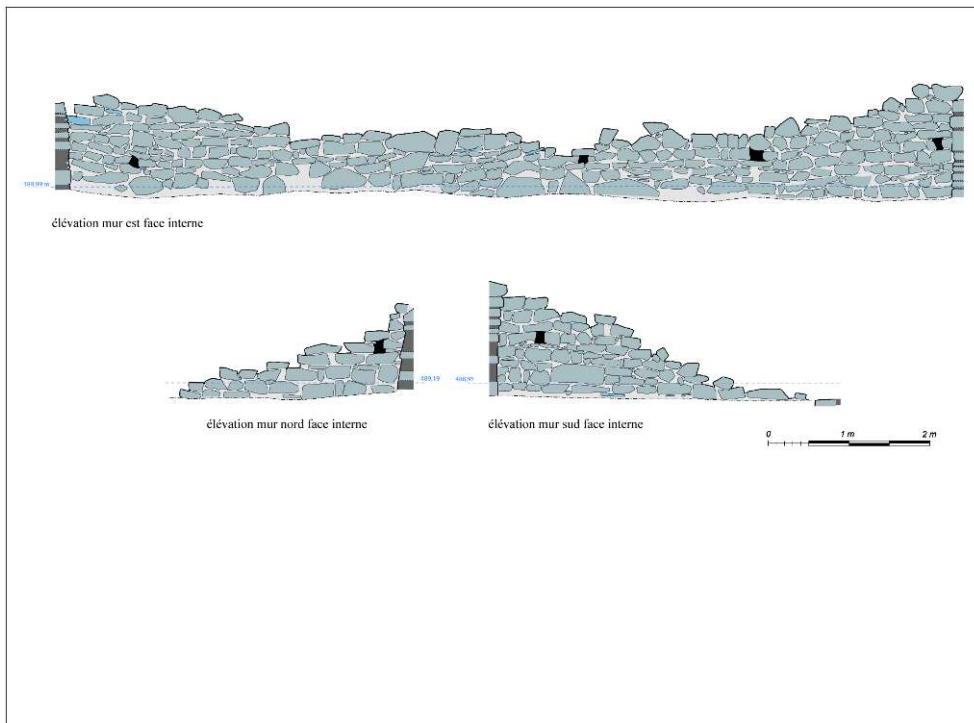 élévation mur est face interne
489,19
élévation mur nord face interne
élévation mur sud face interne
0 1 m 2 m